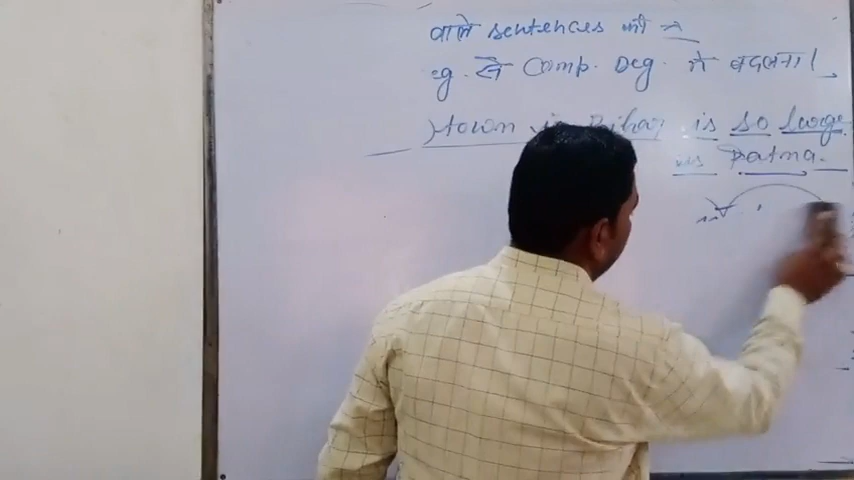 वाले sentences को
eg. से Comp. Deg. में बदलना।
town in Bihar is so large
as Patna.